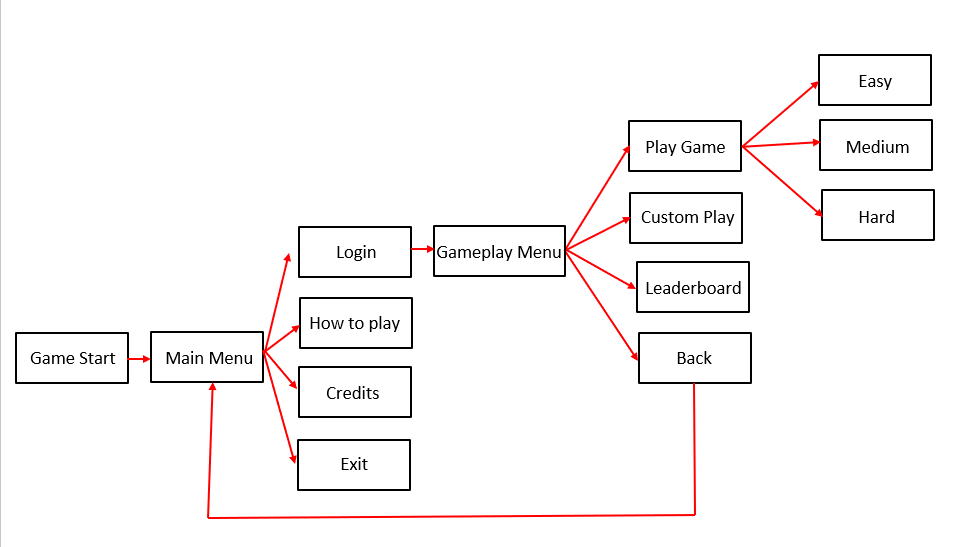 Game Start
Main Menu
Login
How to play
Credits
Exit
Gameplay Menu
Play Game
Custom Play
Leaderboard
Back
Easy
Medium
Hard